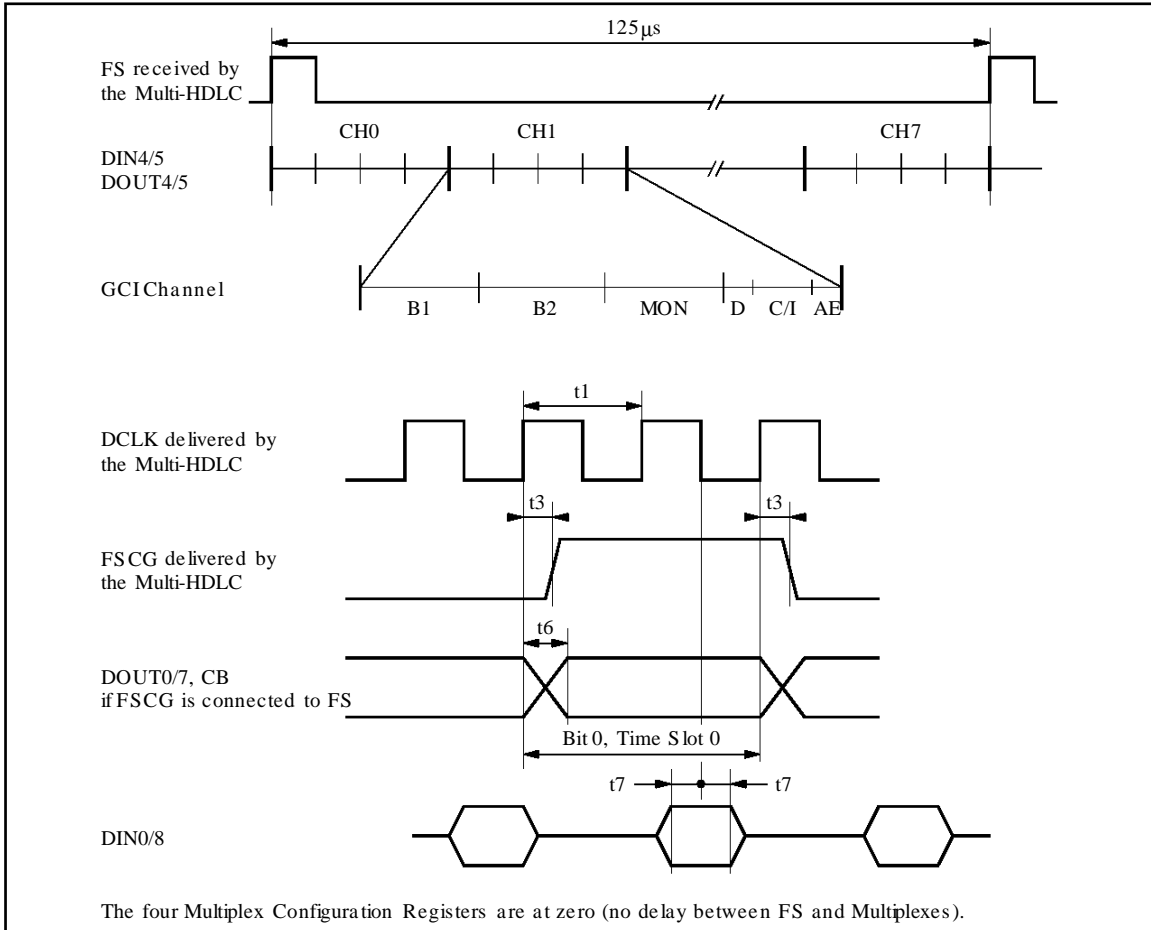 125µs
FS received by
the Multi-HDLC
CH0 CH1 CH7
DIN4/5
DOUT4/5
GCI Channel
B1 B2 MON D C/I AE
t1
DCLK delivered by
the Multi-HDLC
t3 t3
FSCG delivered by
the Multi-HDLC
t6
DOUT0/7, CB
if FSCG is connected to FS
Bit 0, Time Slot 0
t7 t7
DIN0/8
The four Multiplex Configuration Registers are at zero (no delay between FS and Multiplexes).